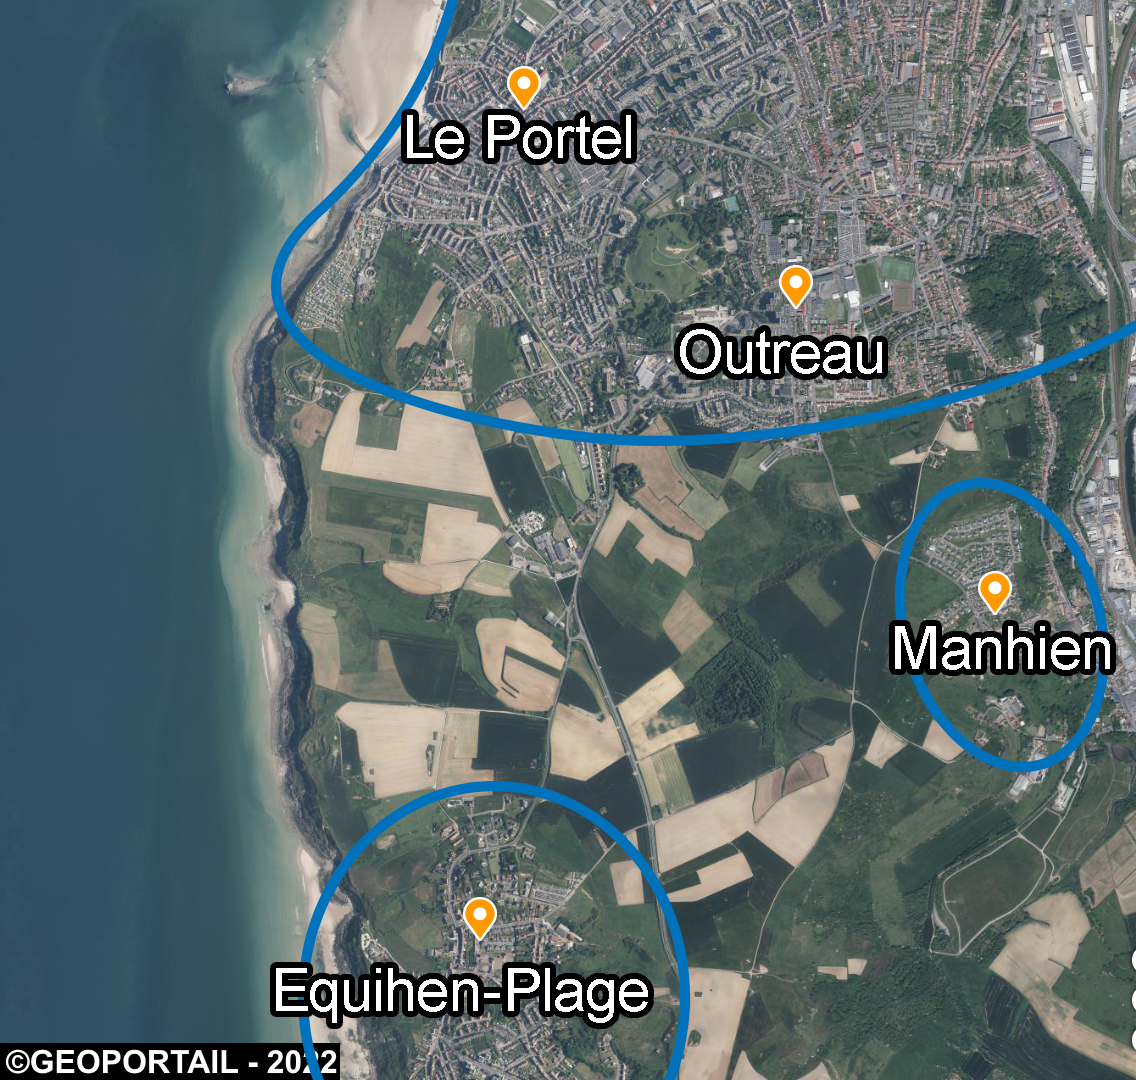 Le Portel
Outreau
Manhien
Equihen-Plage
©GEOPORTAIL - 2022